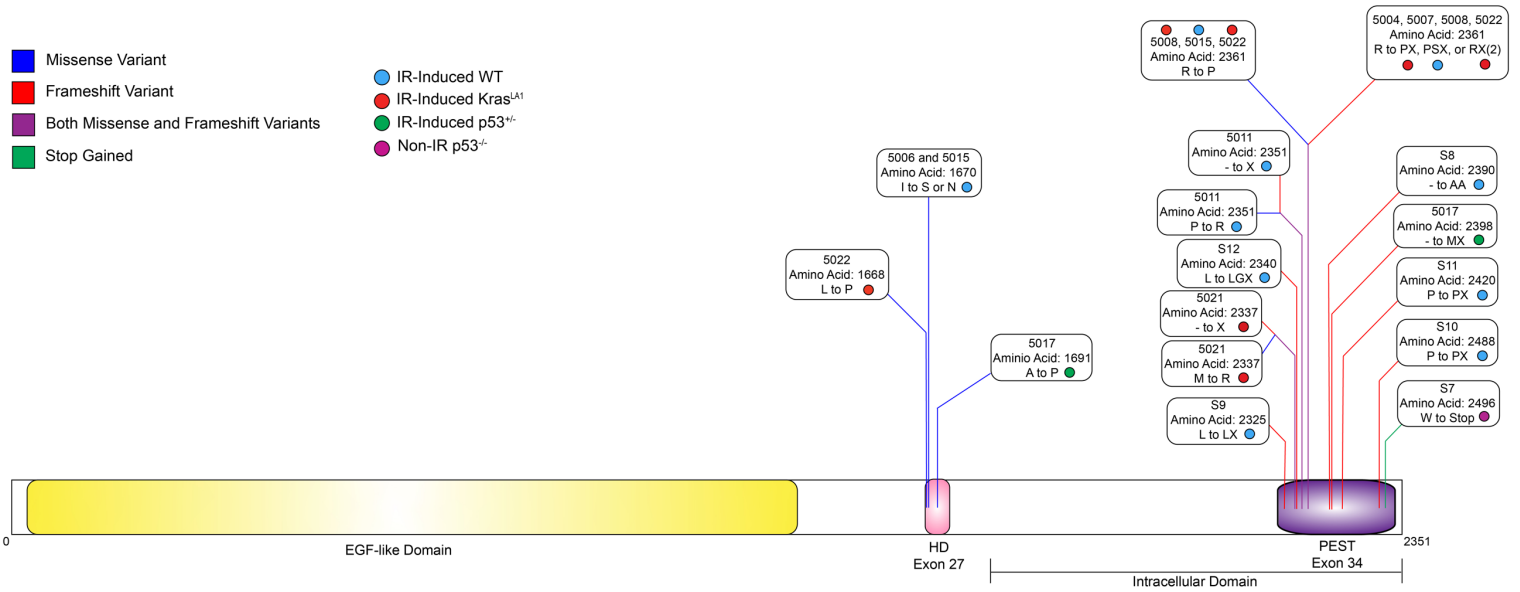 Missense Variant
Frameshift Variant
Both Missense and Frameshift Variants
Stop Gained
IR-Induced WT
IR-Induced Kras^LA1
IR-Induced p53^+/-
Non-IR p53^-/-
5022
Amino Acid: 1668
L to P
5006 and 5015
Amino Acid: 1670
I to S or N
5017
Aminio Acid: 1691
A to P
5008, 5015, 5022
Amino Acid: 2361
R to P
5004, 5007, 5008, 5022
Amino Acid: 2361
R to PX, PSX, or RX(2)
5011
Amino Acid: 2351
- to X
5011
Amino Acid: 2351
P to R
S12
Amino Acid: 2340
L to LGX
5021
Amino Acid: 2337
- to X
5021
Amino Acid: 2337
M to R
S9
Amino Acid: 2325
L to LX
S8
Amino Acid: 2390
- to AA
5017
Amino Acid: 2398
- to MX
S11
Amino Acid: 2420
P to PX
S10
Amino Acid: 2488
P to PX
S7
Amino Acid: 2496
W to Stop
0
2351
EGF-like Domain
HD
Exon 27
PEST
Exon 34
Intracellular Domain